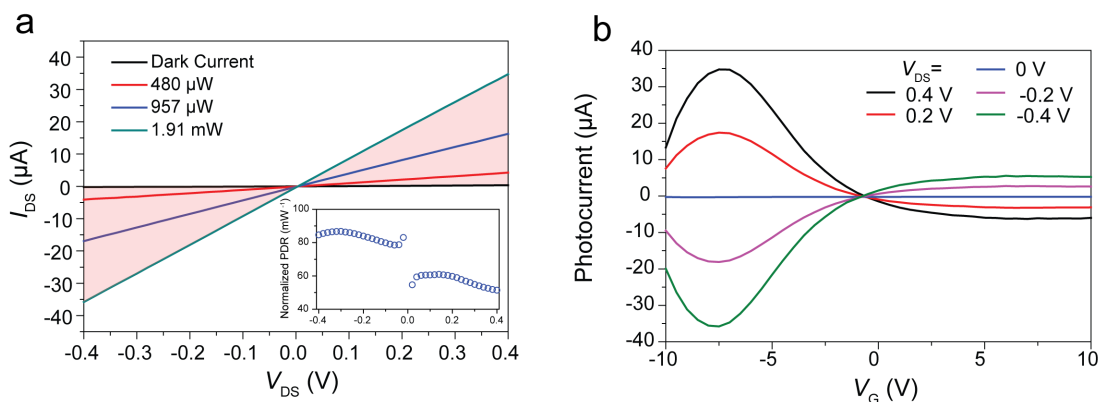 a
Dark Current
480 μW
957 μW
1.91 mW
I_DS (μA)
40
30
20
10
0
-10
-20
-30
-40
-0.4 -0.3 -0.2 -0.1 0.0 0.1 0.2 0.3 0.4
V_DS (V)
Normalized PDR (mW⁻¹)
100
80
60
40
-0.4 -0.2 0.0 0.2 0.4
b
V_DS=
0.4 V
0.2 V
0 V
-0.2 V
-0.4 V
Photocurrent (μA)
40
30
20
10
0
-10
-20
-30
-40
-10 -5 0 5 10
V_G (V)